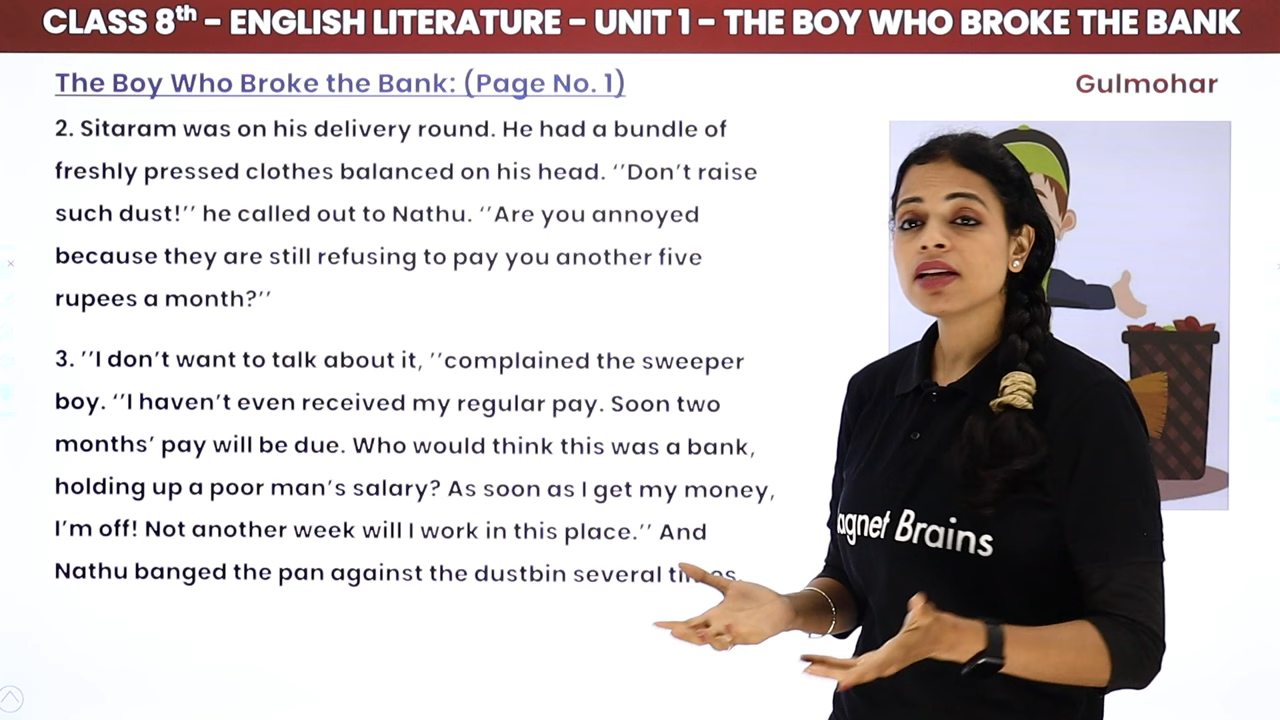 CLASS 8th - ENGLISH LITERATURE - UNIT 1 - THE BOY WHO BROKE THE BANK
The Boy Who Broke the Bank: (Page No. 1)
Gulmohar
2. Sitaram was on his delivery round. He had a bundle of
freshly pressed clothes balanced on his head. ‘‘Don’t raise
such dust!’’ he called out to Nathu. ‘‘Are you annoyed
because they are still refusing to pay you another five
rupees a month?’’
3. ’’I don’t want to talk about it, ’’complained the sweeper
boy. ‘‘I haven’t even received my regular pay. Soon two
months’ pay will be due. Who would think this was a bank,
holding up a poor man’s salary? As soon as I get my money,
I’m off! Not another week will I work in this place.’’ And
Nathu banged the pan against the dustbin several
Brains